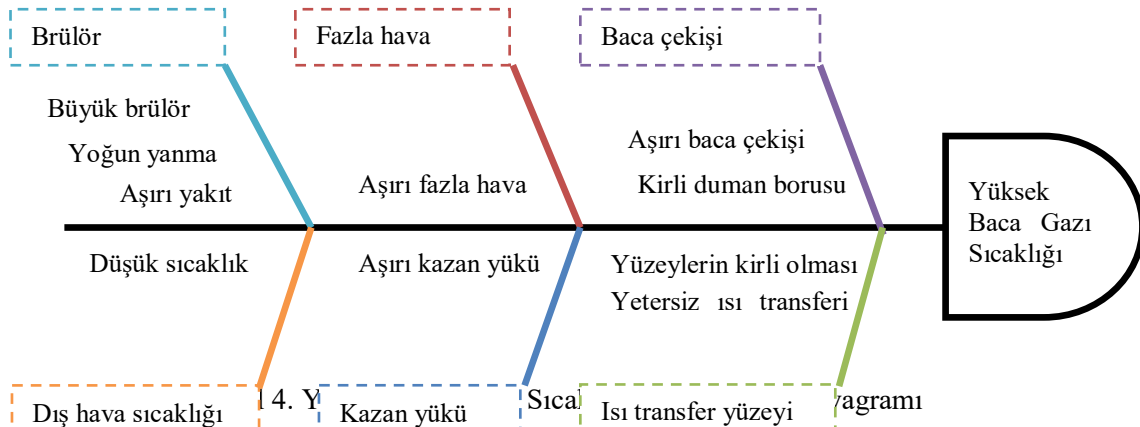 Brülör
Fazla hava
Baca çekişi
Büyük brülör
Yoğun yanma
Aşırı yakıt
Aşırı fazla hava
Aşırı baca çekişi
Kirli duman borusu
Yüksek
Baca Gazı
Sıcaklığı
Düşük sıcaklık
Aşırı kazan yükü
Yüzeylerin kirli olması
Yetersiz ısı transferi
Dış hava sıcaklığı
Kazan yükü
Isı transfer yüzeyi